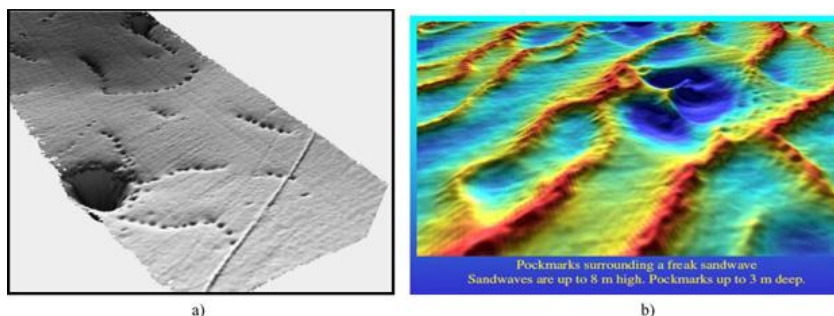 Pockmarks surrounding a freak sandwave
Sandwaves are up to 8 m high. Pockmarks up to 3 m deep.
a)
b)